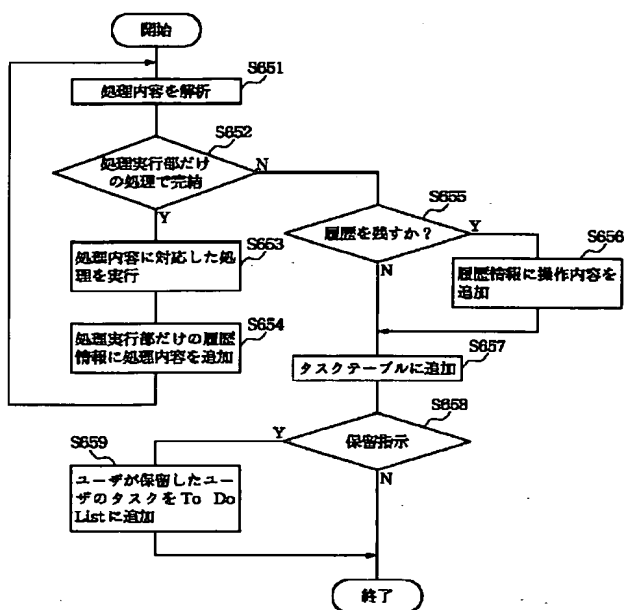 開始
S651
処理内容を解析
S652
処理実行部だけ
の処理で完結
N
Y
S653
処理内容に対応した処
理を実行
S654
処理実行部だけの履歴
情報に処理内容を追加
S655
履歴を残すか？
Y
N
S656
履歴情報に操作内容を
追加
S657
タスクテーブルに追加
S658
保留指示
Y
N
S659
ユーザが保留したユー
ザのタスクをTo Do
Listに追加
終了